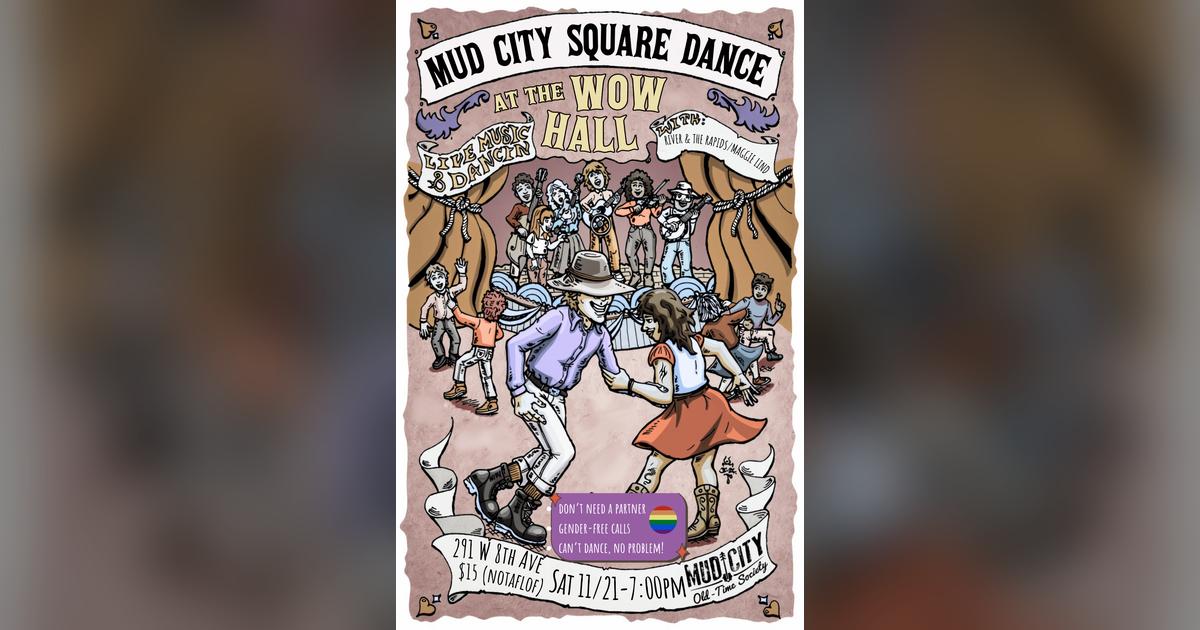 MUD CITY SQUARE DANCE
AT THE WOW
HALL
LIVE MUSIC
& DANCIN
WITH:
RIVER & THE RAPIDS/MAGGIE LIND
DON'T NEED A PARTNER
GENDER-FREE CALLS
CAN'T DANCE, NO PROBLEM!
291 W 8TH AVE
$15 (NOTAFLOF)
SAT 11/21-7:00PM
MUD CITY
Old-Time Society